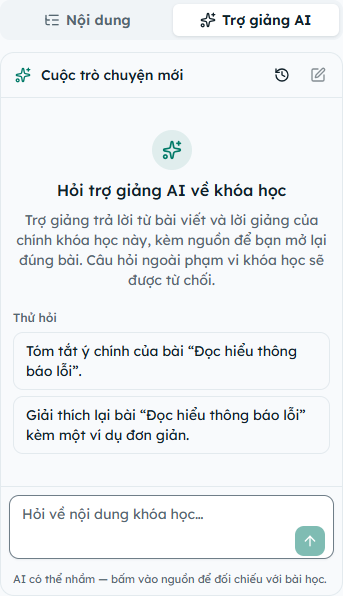 Nội dung
Trợ giảng AI
Cuộc trò chuyện mới
Hỏi trợ giảng AI về khóa học
Trợ giảng trả lời từ bài viết và lời giảng của
chính khóa học này, kèm nguồn để bạn mở lại
đúng bài. Câu hỏi ngoài phạm vi khóa học sẽ
được từ chối.
Thử hỏi
Tóm tắt ý chính của bài “Đọc hiểu thông
báo lỗi”.
Giải thích lại bài “Đọc hiểu thông báo lỗi”
kèm một ví dụ đơn giản.
Hỏi về nội dung khóa học…
AI có thể nhầm — bấm vào nguồn để đối chiếu với bài học.